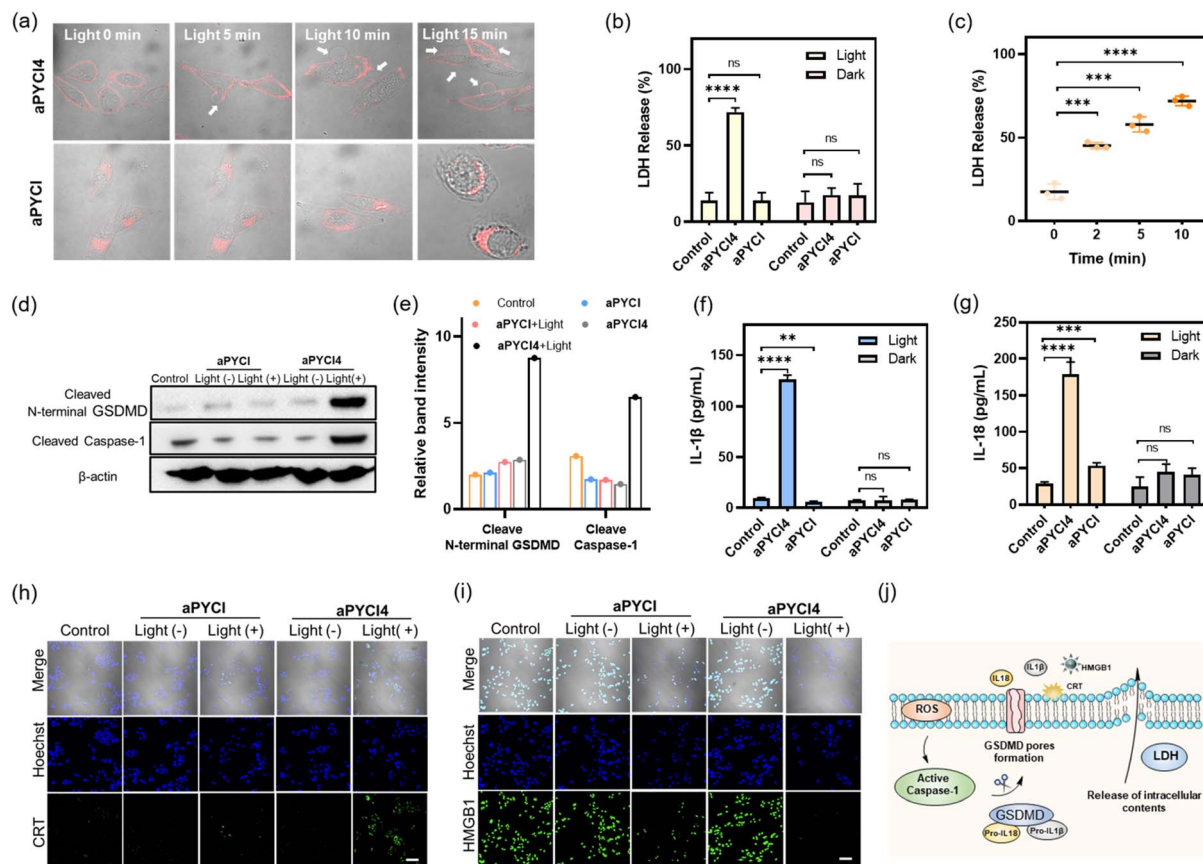 (a)
Light 0 min Light 5 min Light 10 min Light 15 min
aPYCI4
aPYCI
(b)
LDH Release (%)
100
50
0
ns
****
ns
ns
Light
Dark
Control aPYCI4 aPYCI Control aPYCI4 aPYCI
(c)
LDH Release (%)
100
80
60
40
20
0
****
***
***
0 2 5 10
Time (min)
(d)
aPYCI aPYCI4
Control Light (-) Light (+) Light (-) Light(+)
Cleaved
N-terminal GSDMD
Cleaved Caspase-1
β-actin
(e)
Relative band intensity
10
5
0
Control aPYCI
aPYCI+Light aPYCI4
aPYCI4+Light
Cleave Cleave
N-terminal GSDMD Caspase-1
(f)
IL-1β (pg/mL)
150
100
50
0
**
****
ns
ns
Light
Dark
Control aPYCI4 aPYCI Control aPYCI4 aPYCI
(g)
IL-18 (pg/mL)
250
200
150
100
50
0
***
****
ns
ns
Light
Dark
Control aPYCI4 aPYCI Control aPYCI4 aPYCI
(h)
aPYCI aPYCI4
Control Light (-) Light (+) Light (-) Light( +)
Merge
Hoechst
CRT
(i)
aPYCI aPYCI4
Control Light (-) Light (+) Light (-) Light( +)
Merge
Hoechst
HMGB1
(j)
IL18 IL1β HMGB1
CRT
ROS
GSDMD pores
formation
LDH
Active
Caspase-1
Release of intracellular
contents
GSDMD
Pro-IL18 Pro-IL1β